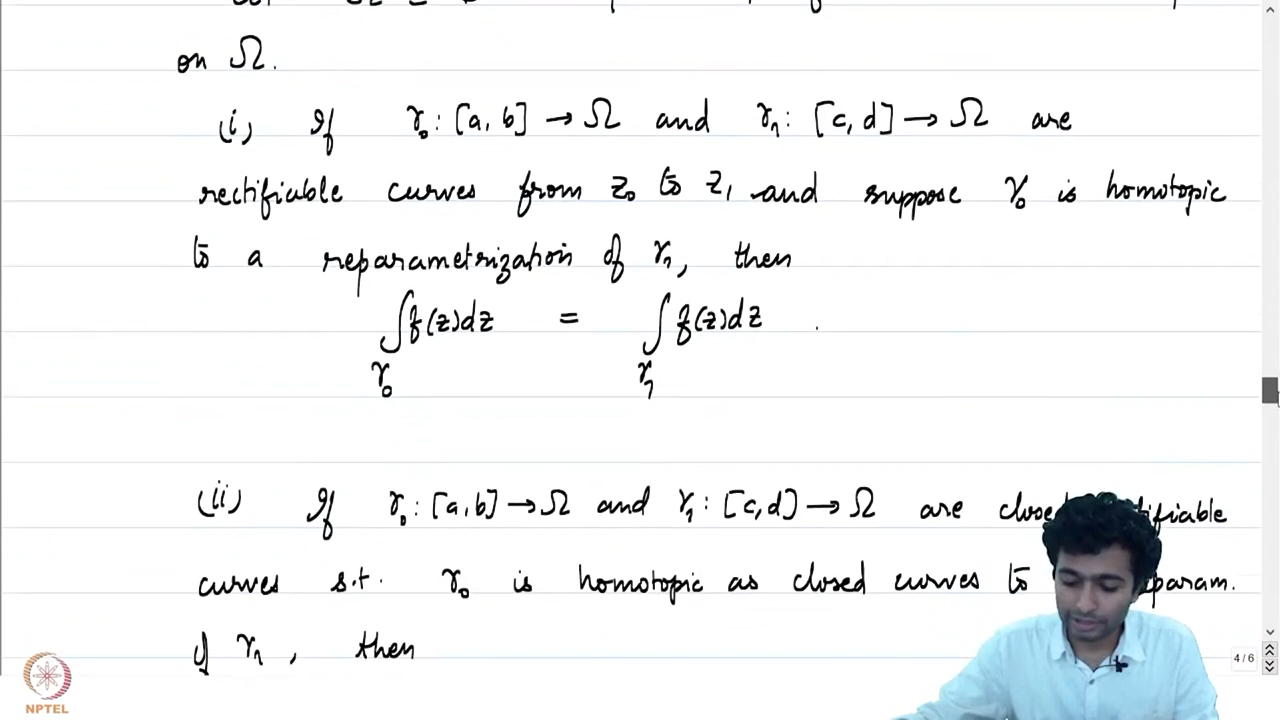 on Ω.
(i) If γ₀ : [a, b] → Ω and γ₁ : [c, d] → Ω are
rectifiable curves from z₀ to z₁ and suppose γ₀ is homotopic
to a reparametrization of γ₁, then
∫_γ₀ f(z)dz = ∫_γ₁ f(z)dz .
(ii) If γ₀ : [a, b] → Ω and γ₁ : [c, d] → Ω are
curves s.t. γ₀ is homotopic as closed curves to
of γ₁ , then
4 / 6
NPTEL